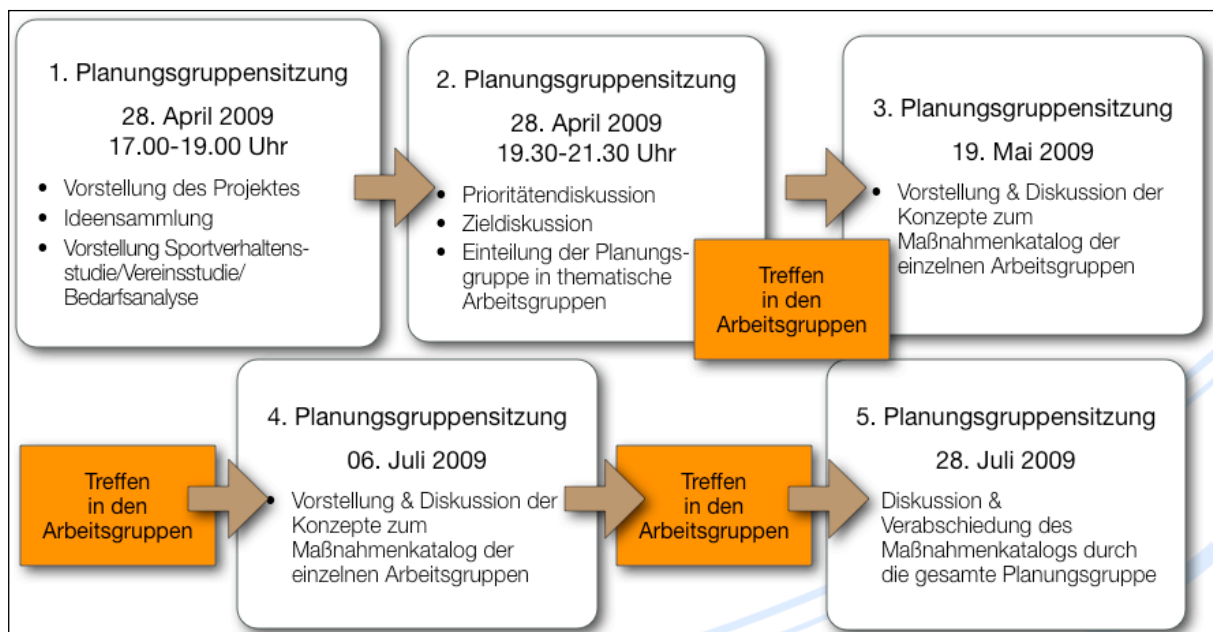 1. Planungsgruppensitzung
28. April 2009
17.00-19.00 Uhr
• Vorstellung des Projektes
• Ideensammlung
• Vorstellung Sportverhaltens-
studie/Vereinsstudie/
Bedarfsanalyse
2. Planungsgruppensitzung
28. April 2009
19.30-21.30 Uhr
• Prioritätendiskussion
• Zieldiskussion
• Einteilung der Planungs-
gruppe in thematische
Arbeitsgruppen
Treffen
in den
Arbeitsgruppen
3. Planungsgruppensitzung
19. Mai 2009
• Vorstellung & Diskussion der
Konzepte zum
Maßnahmenkatalog der
einzelnen Arbeitsgruppen
Treffen
in den
Arbeitsgruppen
4. Planungsgruppensitzung
06. Juli 2009
• Vorstellung & Diskussion der
Konzepte zum
Maßnahmenkatalog der
einzelnen Arbeitsgruppen
Treffen
in den
Arbeitsgruppen
5. Planungsgruppensitzung
28. Juli 2009
Diskussion &
Verabschiedung des
Maßnahmenkatalogs durch
die gesamte Planungsgruppe